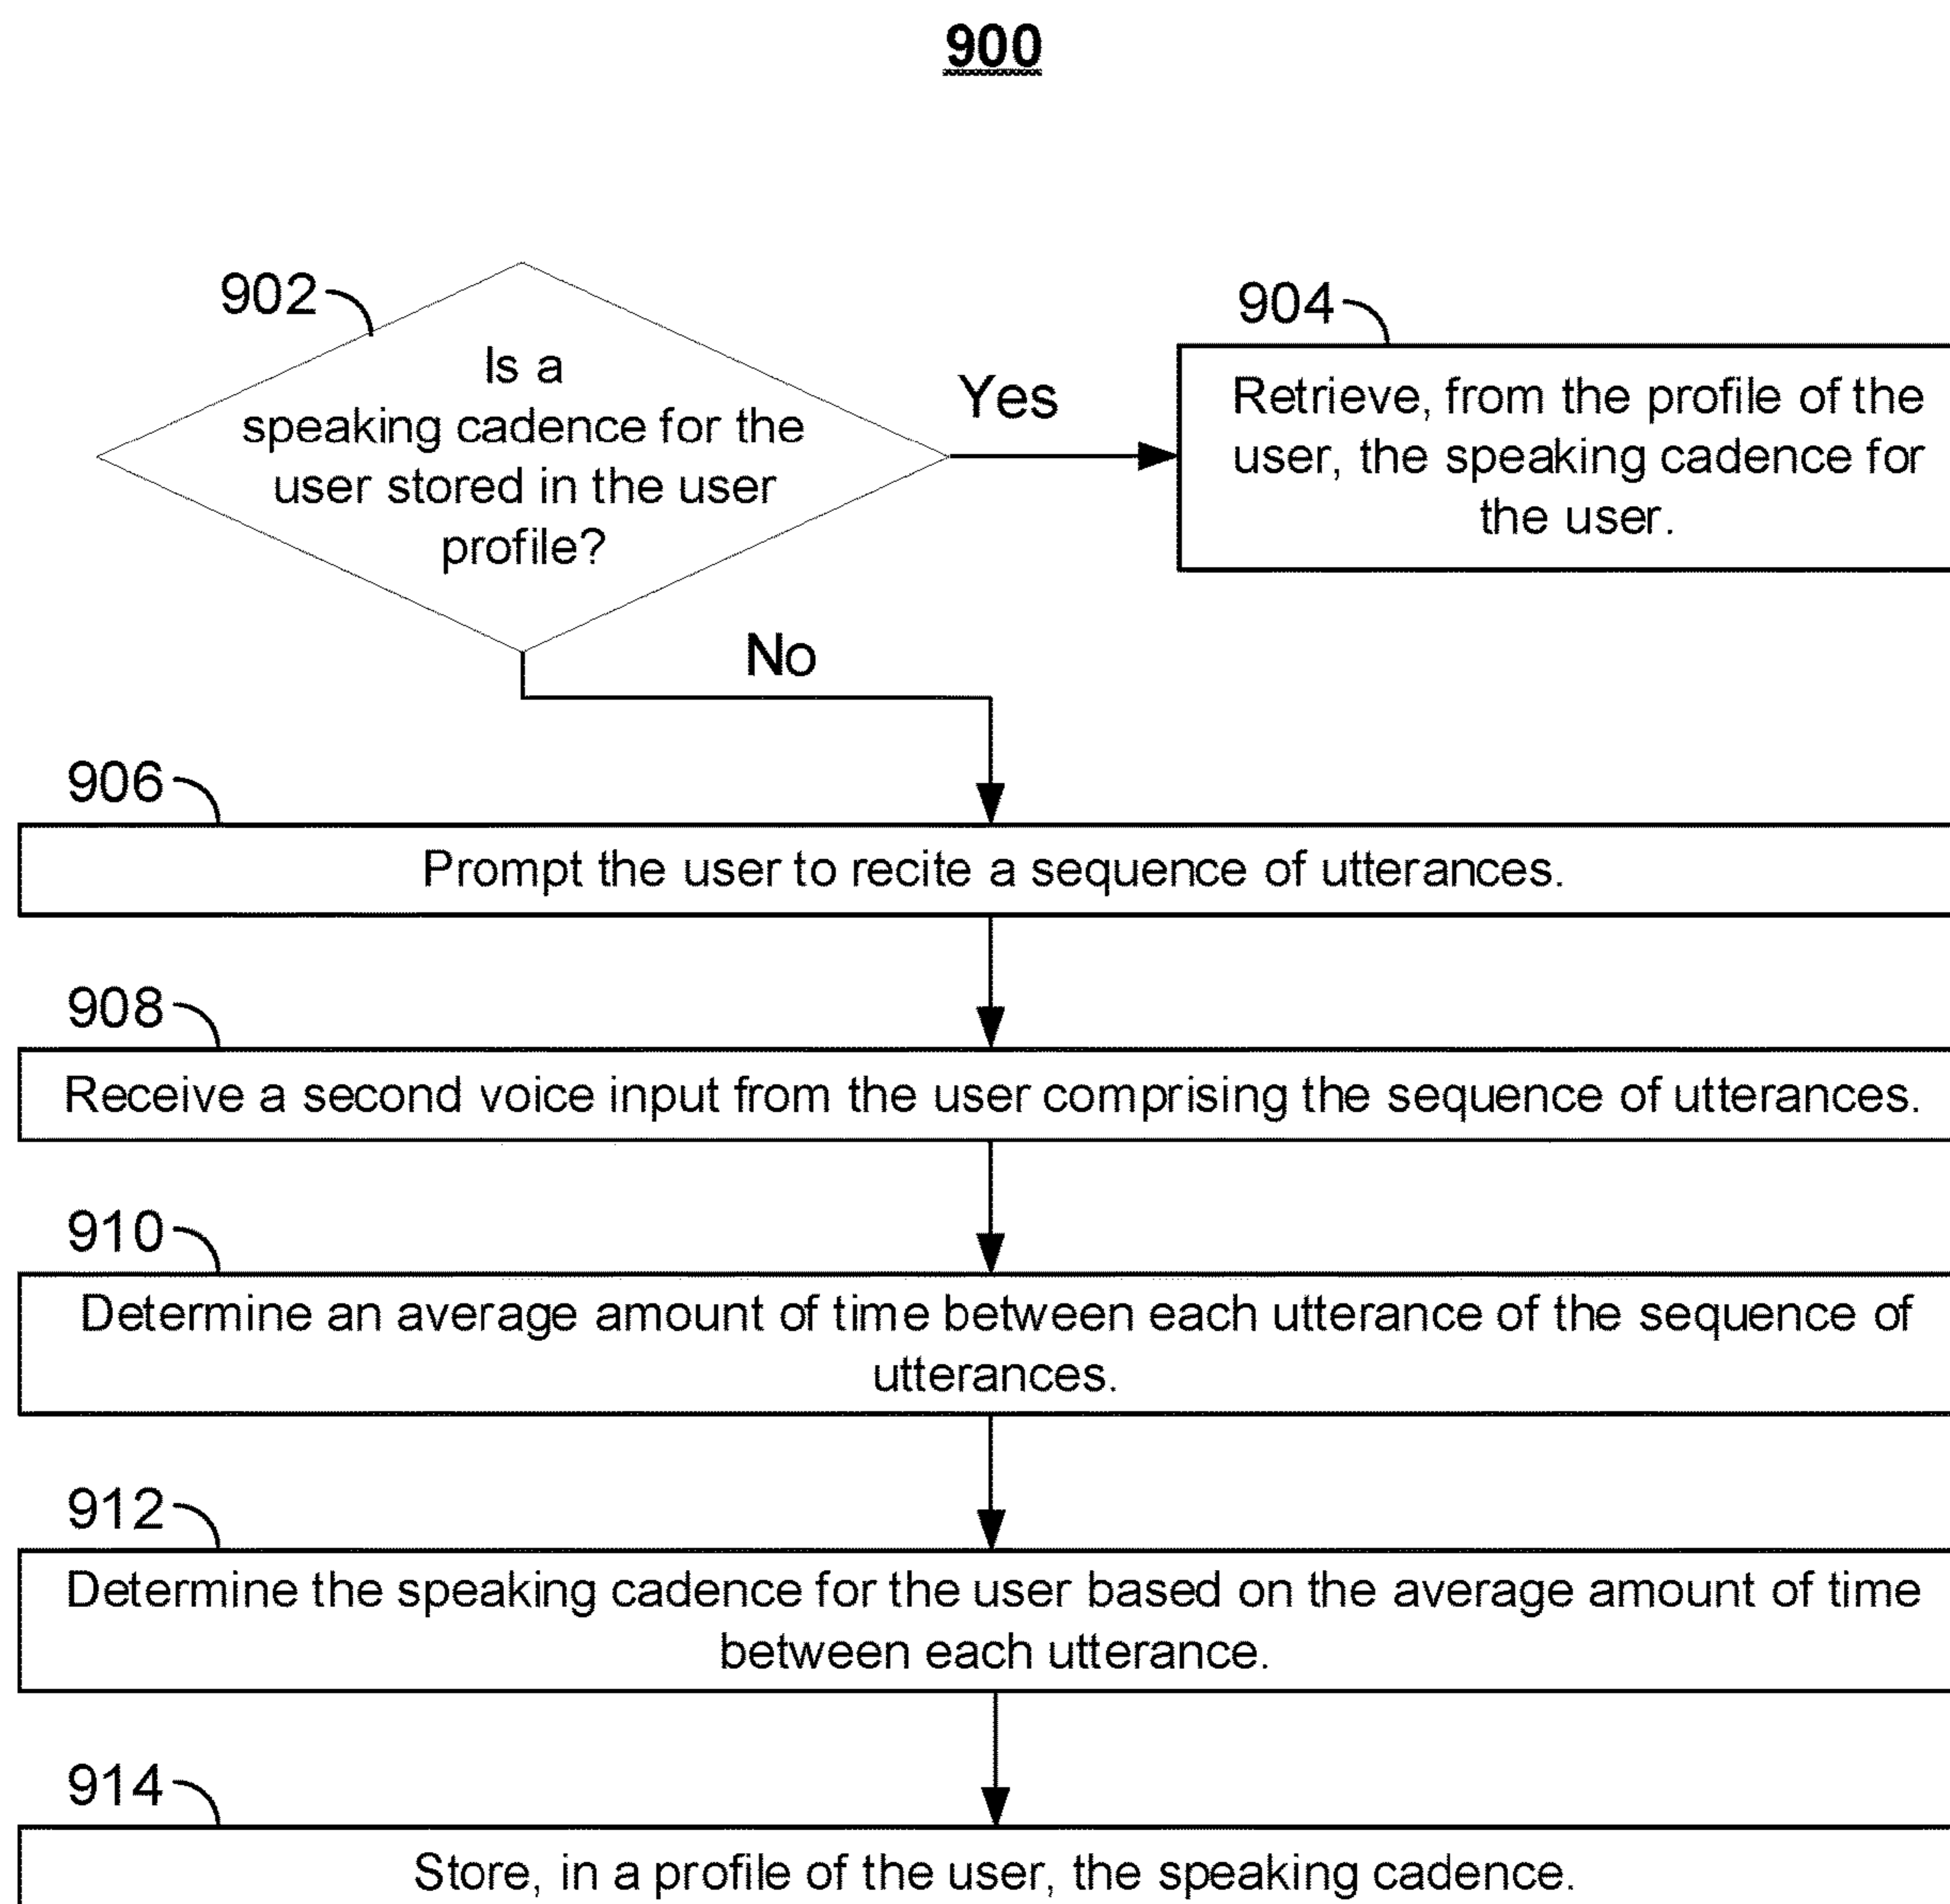 900
902
Is a
speaking cadence for the
user stored in the user
profile?
Yes
904
Retrieve, from the profile of the
user, the speaking cadence for
the user.
No
906
Prompt the user to recite a sequence of utterances.
908
Receive a second voice input from the user comprising the sequence of utterances.
910
Determine an average amount of time between each utterance of the sequence of
utterances.
912
Determine the speaking cadence for the user based on the average amount of time
between each utterance.
914
Store, in a profile of the user, the speaking cadence.